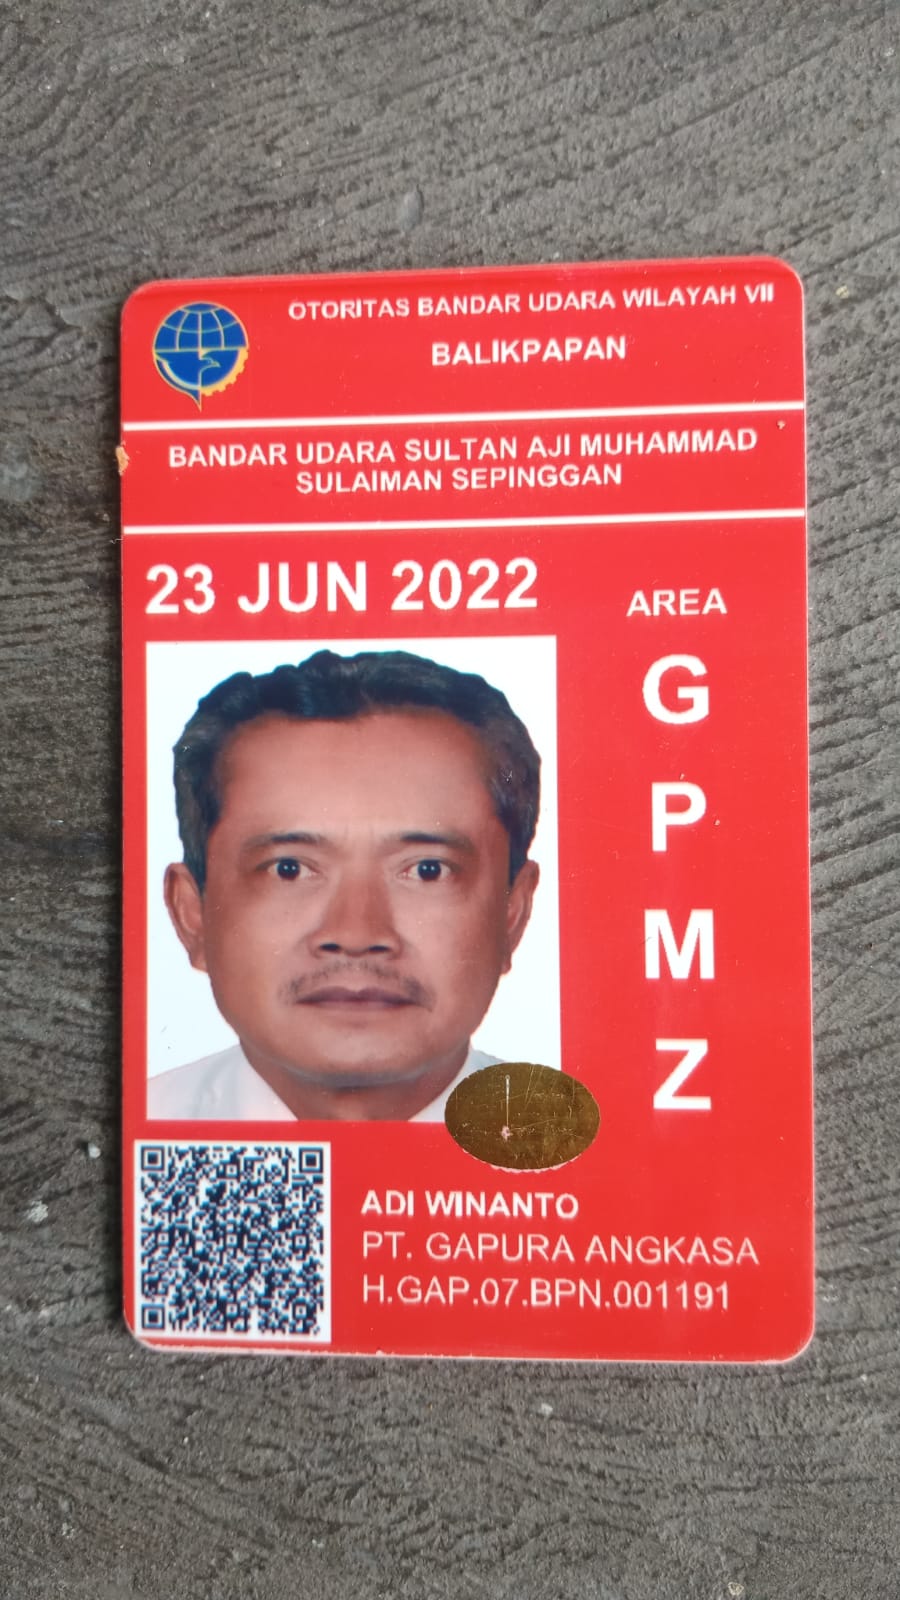 OTORITAS BANDAR UDARA WILAYAH VII
BALIKPAPAN
BANDAR UDARA SULTAN AJI MUHAMMAD
SULAIMAN SEPINGGAN
23 JUN 2022
AREA
G
P
M
Z
ADI WINANTO
PT. GAPURA ANGKASA
H.GAP.07.BPN.001191